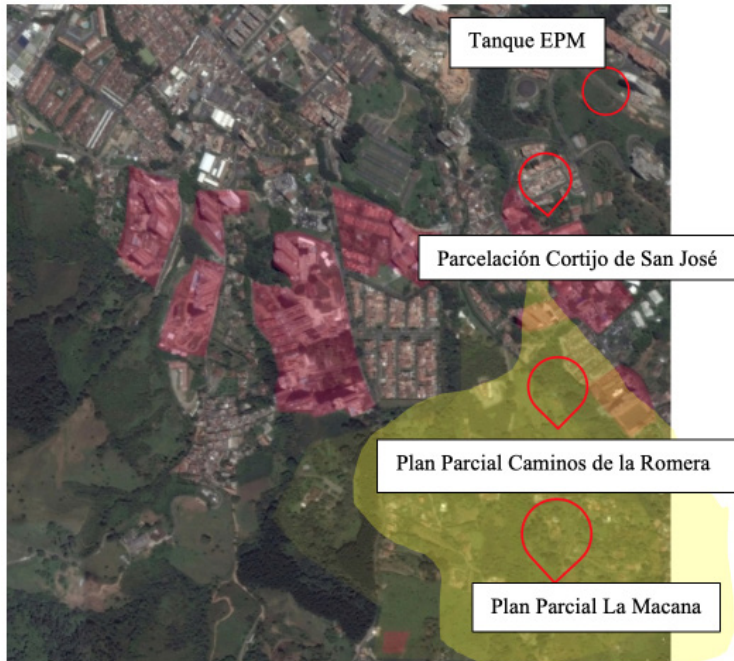 Tanque EPM
Parcelación Cortijo de San José
Plan Parcial Caminos de la Romera
Plan Parcial La Macana